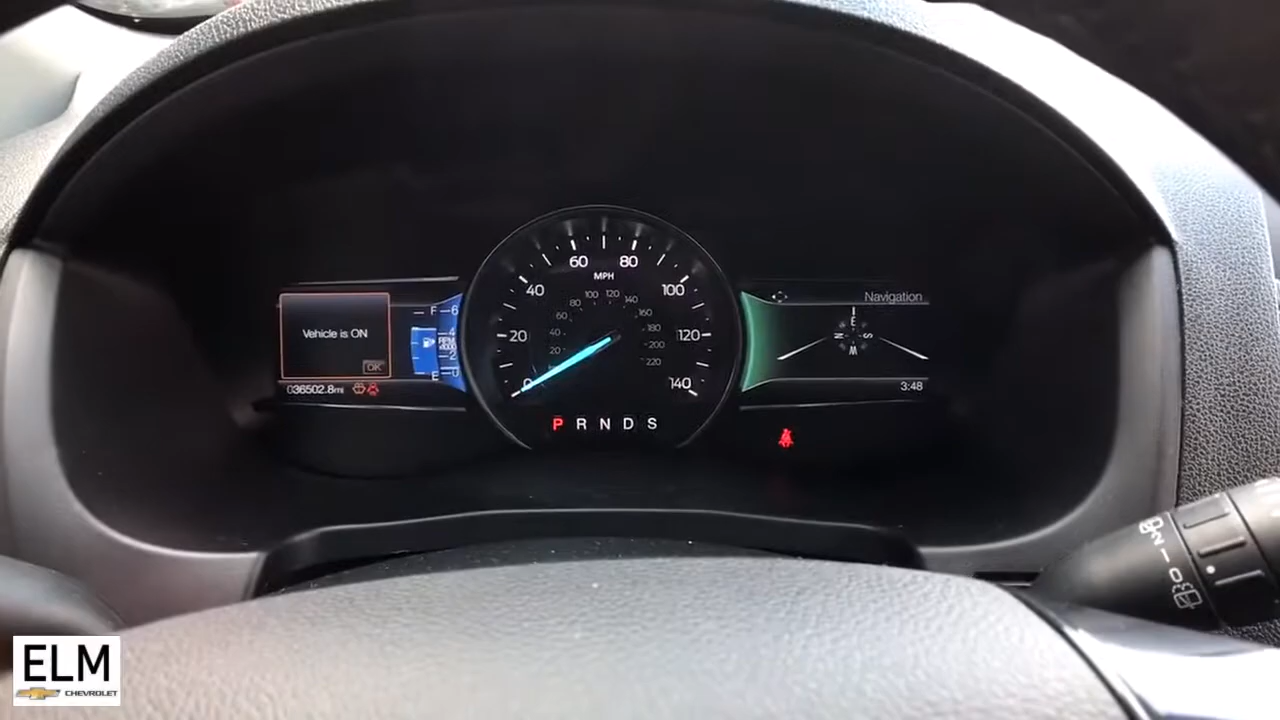 Vehicle is ON
OK
036502.8mi
F
E
6
4
2
0
RPM
x1000
0
20
40
60
80
100
120
140
MPH
20
40
60
80
100
120
140
160
180
200
220
P R N D S
Navigation
E
N
S
W
3:48
2
I
O
ELM
CHEVROLET